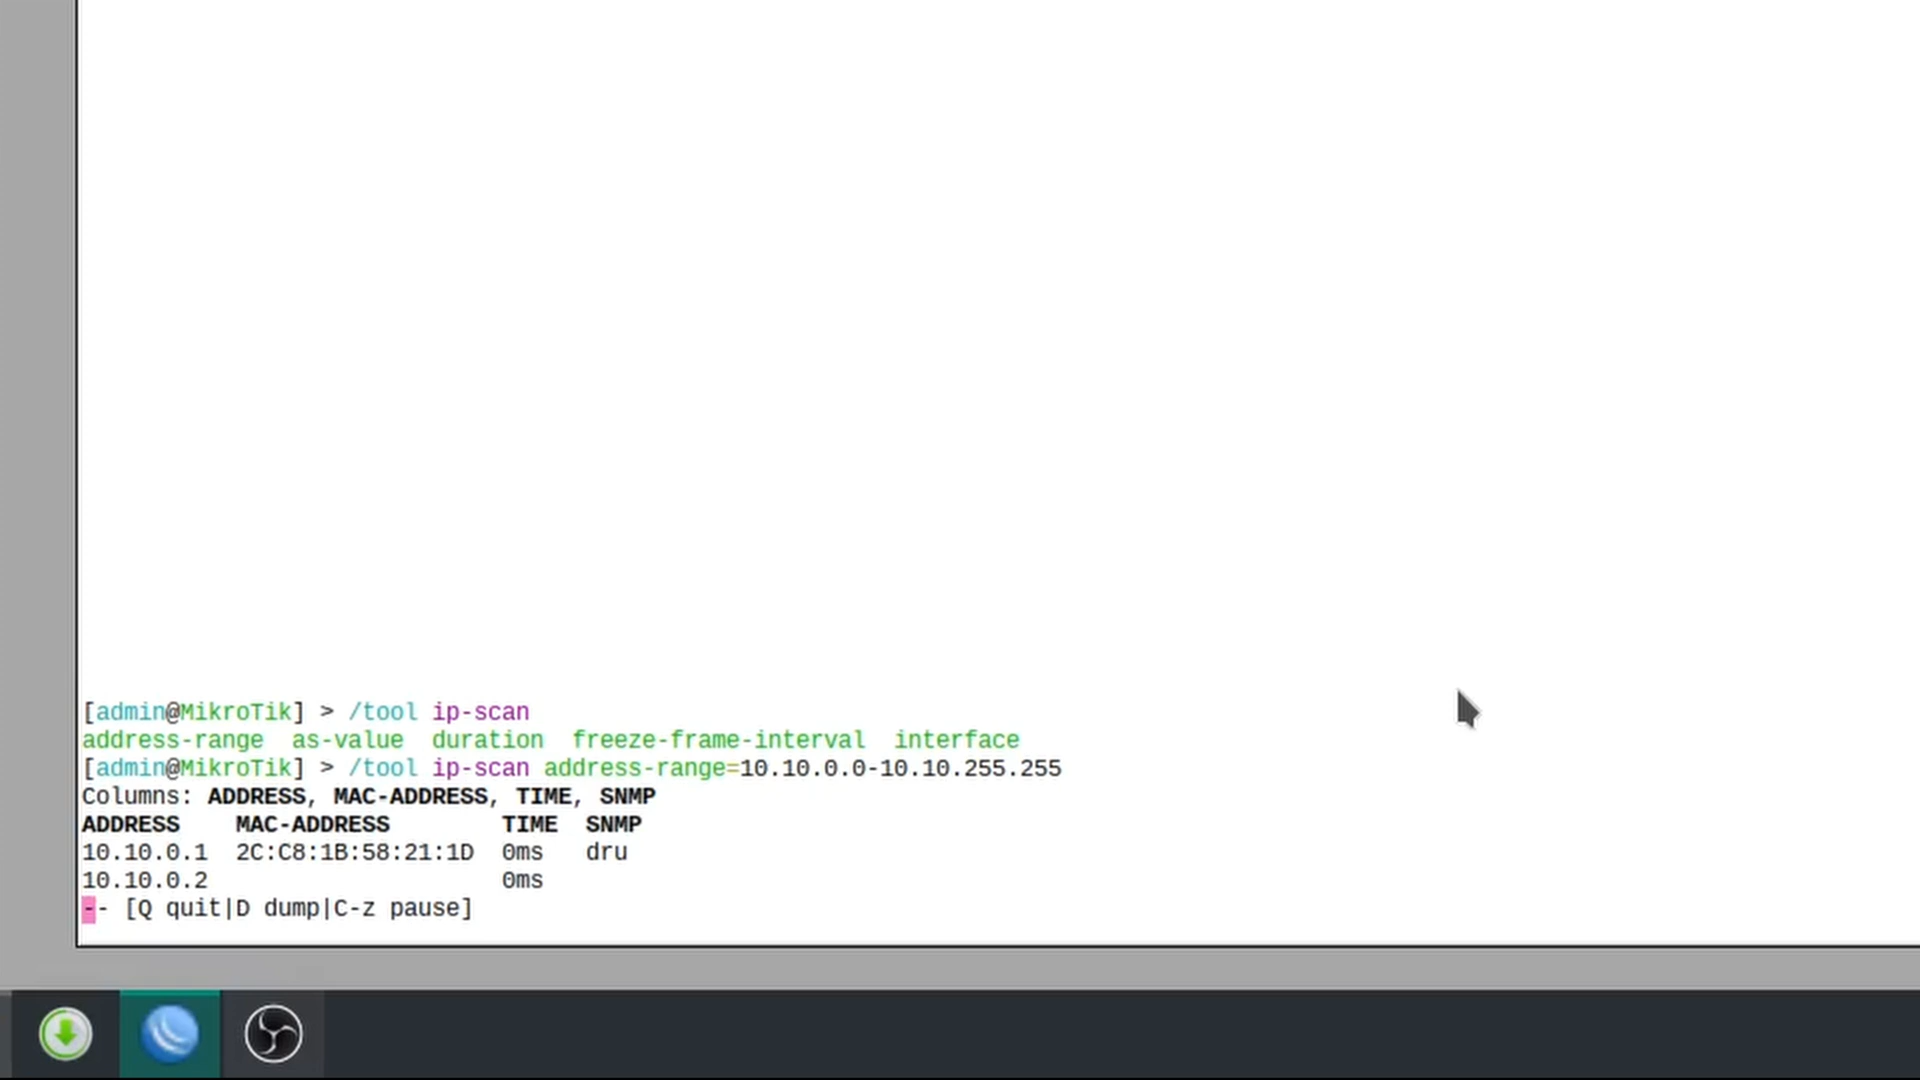 [admin@MikroTik] > /tool ip-scan
address-range  as-value  duration  freeze-frame-interval  interface
[admin@MikroTik] > /tool ip-scan address-range=10.10.0.0-10.10.255.255
Columns: ADDRESS, MAC-ADDRESS, TIME, SNMP
ADDRESS    MAC-ADDRESS        TIME  SNMP
10.10.0.1  2C:C8:1B:58:21:1D  0ms   dru
10.10.0.2                     0ms
-- [Q quit|D dump|C-z pause]